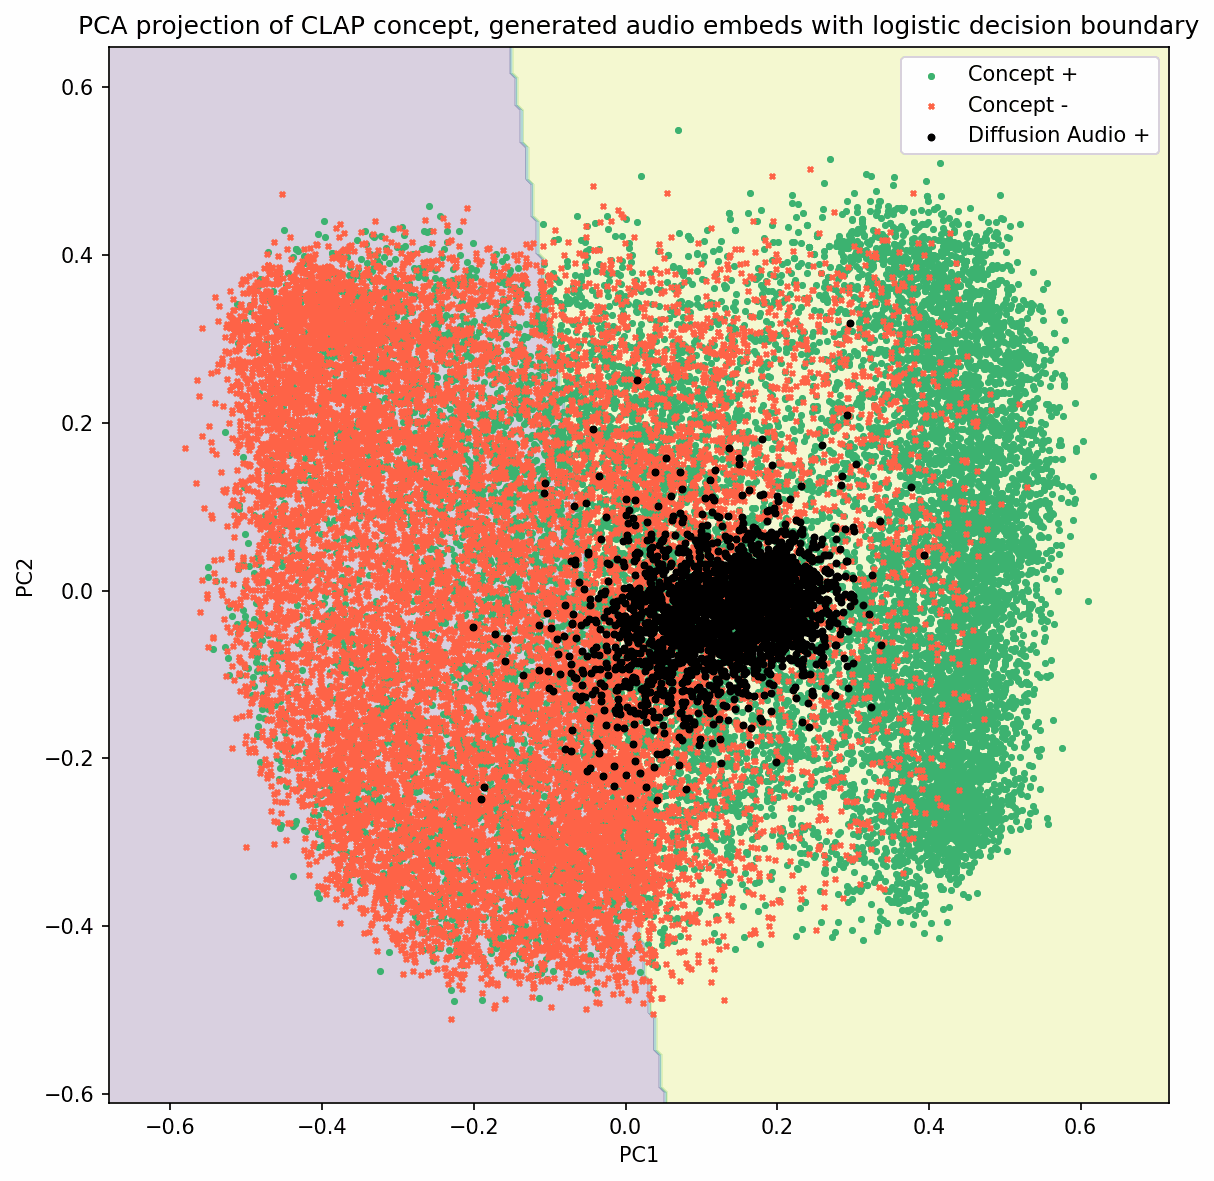 PCA projection of CLAP concept, generated audio embeds with logistic decision boundary
Concept +
Concept -
Diffusion Audio +
0.6
0.4
0.2
0.0
−0.2
−0.4
−0.6
PC2
−0.6
−0.4
−0.2
0.0
0.2
0.4
0.6
PC1